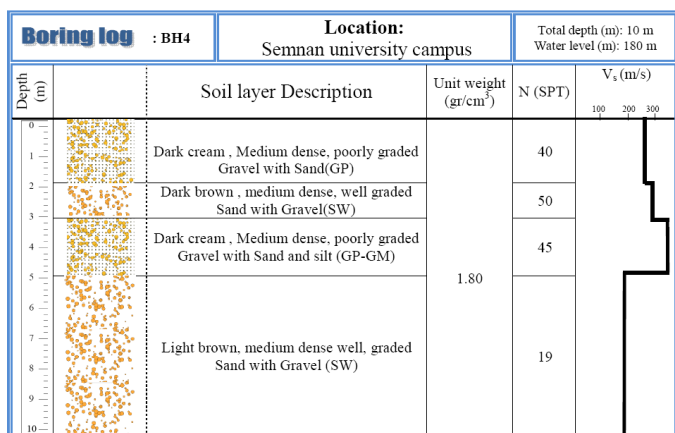 Boring log : BH4
Location:
Semnan university campus
Total depth (m): 10 m
Water level (m): 180 m
Depth
(m)
Soil layer Description
Unit weight
(gr/cm³)
N (SPT)
Vs (m/s)
100 200 300
0
1
2
3
4
5
6
7
8
9
10
Dark cream , Medium dense, poorly graded
Gravel with Sand(GP)
40
Dark brown , medium dense, well graded
Sand with Gravel(SW)
50
Dark cream , Medium dense, poorly graded
Gravel with Sand and silt (GP-GM)
45
1.80
Light brown, medium dense well, graded
Sand with Gravel (SW)
19